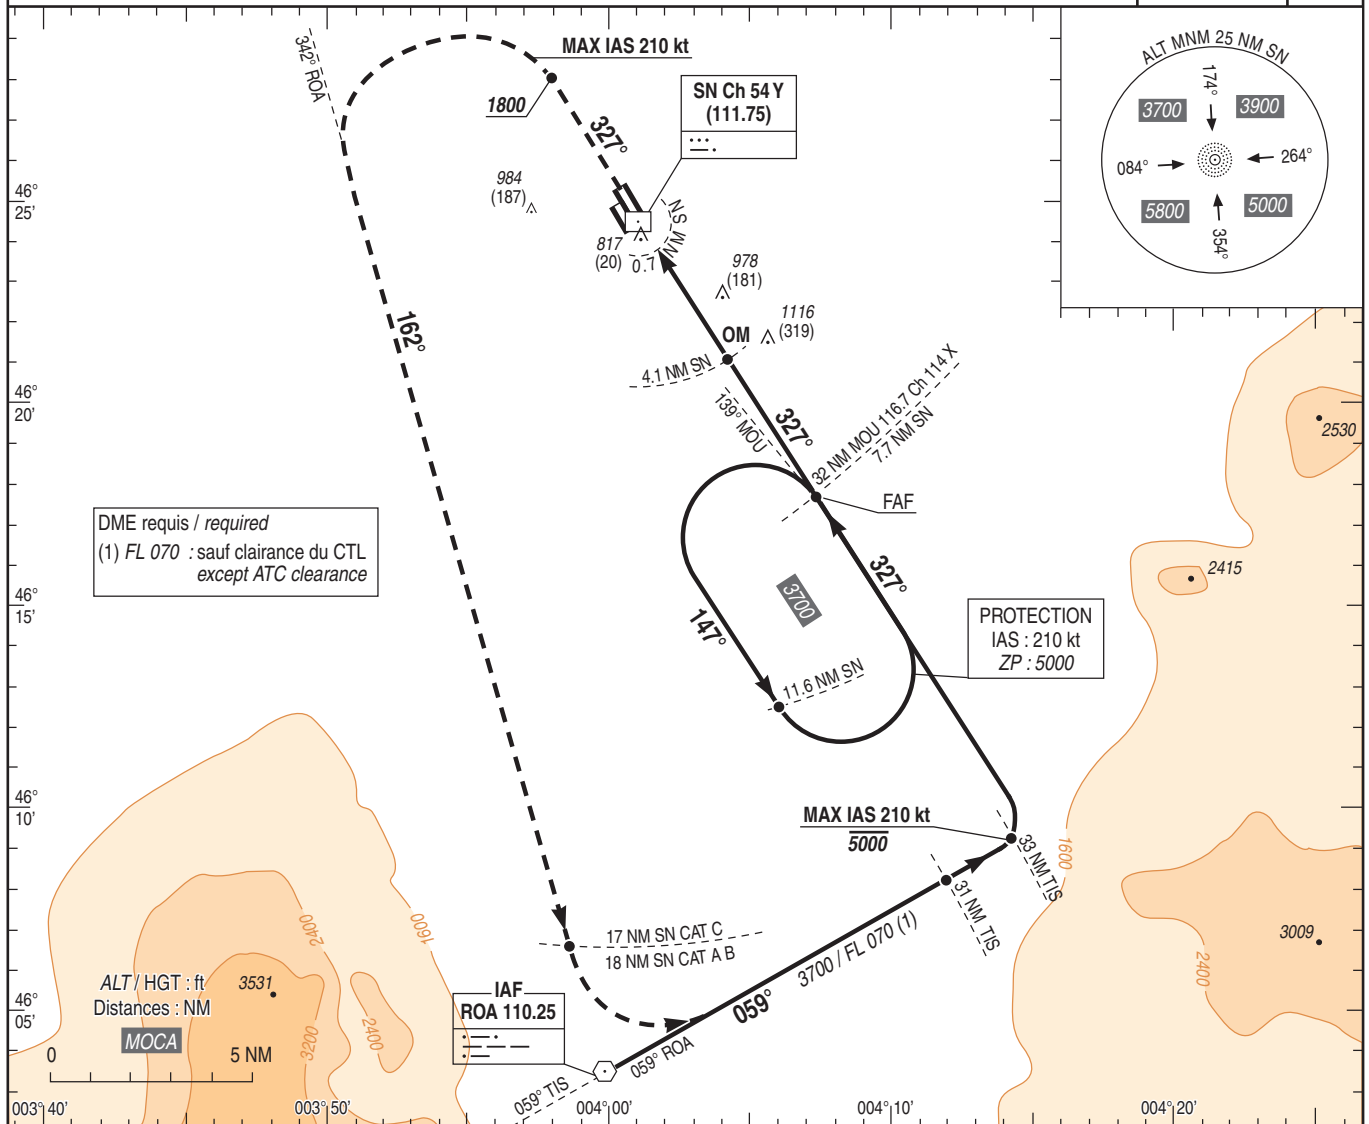 MAX IAS 210 kt
342° ROA
1800
327°
SN Ch 54 Y
(111.75)
ALT MNM 25 NM SN
174°
3700
3900
084°
264°
5800
5000
354°
46°
25'
984
(187)
817
(20)
0.7 NM SN
978
(181)
1116
(319)
OM
4.1 NM SN
162°
139° MOU
327°
32 NM MOU 116.7 Ch 114 X
7.7 NM SN
46°
20'
2530
FAF
DME requis / required
(1) FL 070 : sauf clairance du CTL
except ATC clearance
327°
3700
147°
2415
46°
15'
PROTECTION
IAS : 210 kt
ZP : 5000
11.6 NM SN
46°
10'
MAX IAS 210 kt
5000
33 NM TIS
31 NM TIS
1600
2400
1600
17 NM SN CAT C
18 NM SN CAT A B
3700 / FL 070 (1)
059°
3009
2400
ALT / HGT : ft
Distances : NM
MOCA
3531
46°
05'
IAF
ROA 110.25
3200
2400
0
5 NM
059° ROA
059° TIS
003° 40'
003° 50'
004° 00'
004° 10'
004° 20'